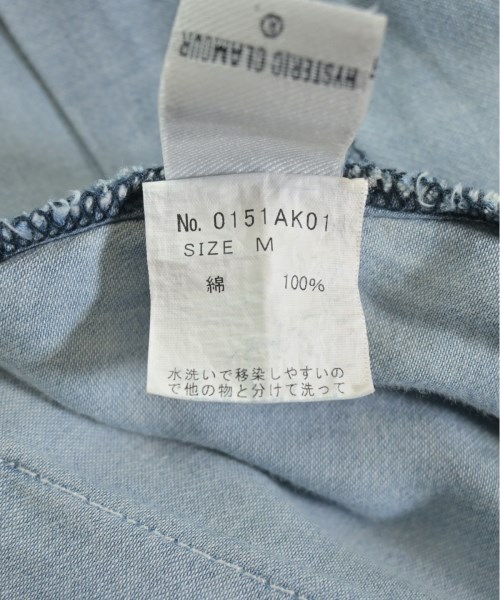 HYSTERIC GLAMOUR
No. 0151AK01
SIZE M
綿 100%
水洗いで移染しやすいの
で他の物と分けて洗って